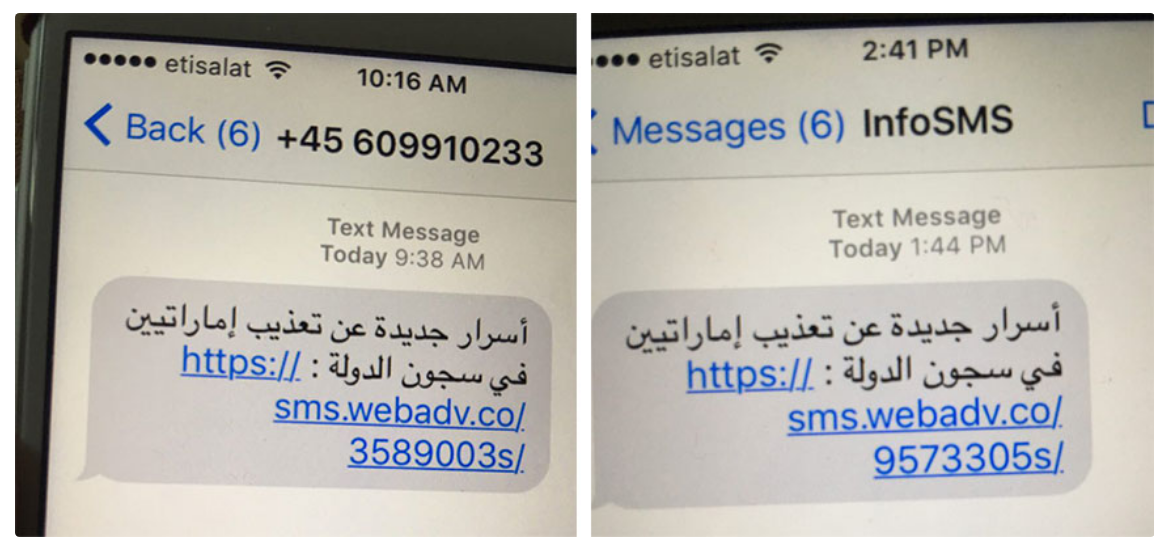 etisalat 10:16 AM
Back (6) +45 609910233
Text Message
Today 9:38 AM
أسرار جديدة عن تعذيب إماراتيين
في سجون الدولة : https://
sms.webadv.co/
3589003s/
etisalat 2:41 PM
Messages (6) InfoSMS
Text Message
Today 1:44 PM
أسرار جديدة عن تعذيب إماراتيين
في سجون الدولة : https://
sms.webadv.co/
9573305s/